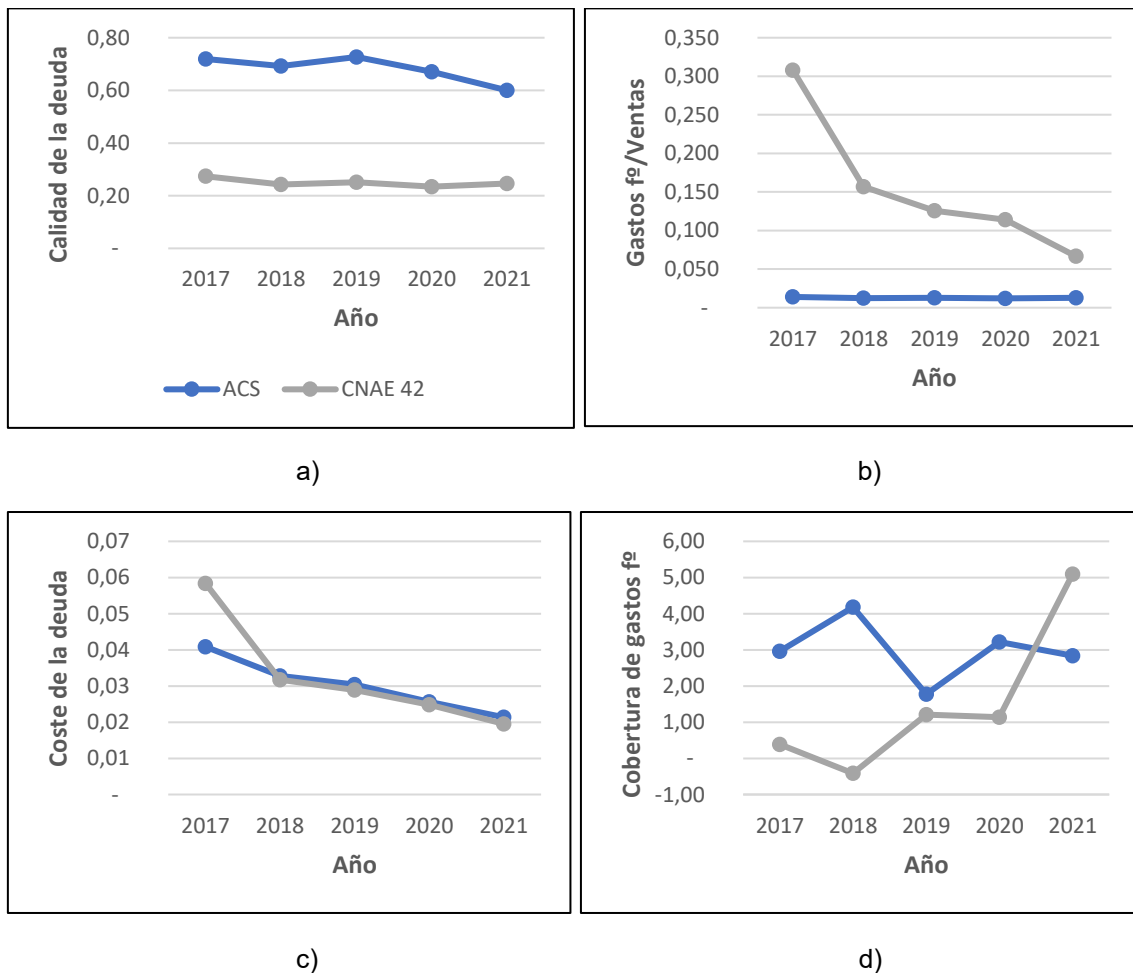 Calidad de la deuda
0,80
0,60
0,40
0,20
-
2017 2018 2019 2020 2021
Año
ACS CNAE 42
a)
Gastos fº/Ventas
0,350
0,300
0,250
0,200
0,150
0,100
0,050
-
2017 2018 2019 2020 2021
Año
b)
Coste de la deuda
0,07
0,06
0,05
0,04
0,03
0,02
0,01
-
2017 2018 2019 2020 2021
Año
c)
Cobertura de gastos fº
6,00
5,00
4,00
3,00
2,00
1,00
-
-1,00
2017 2018 2019 2020 2021
Año
d)